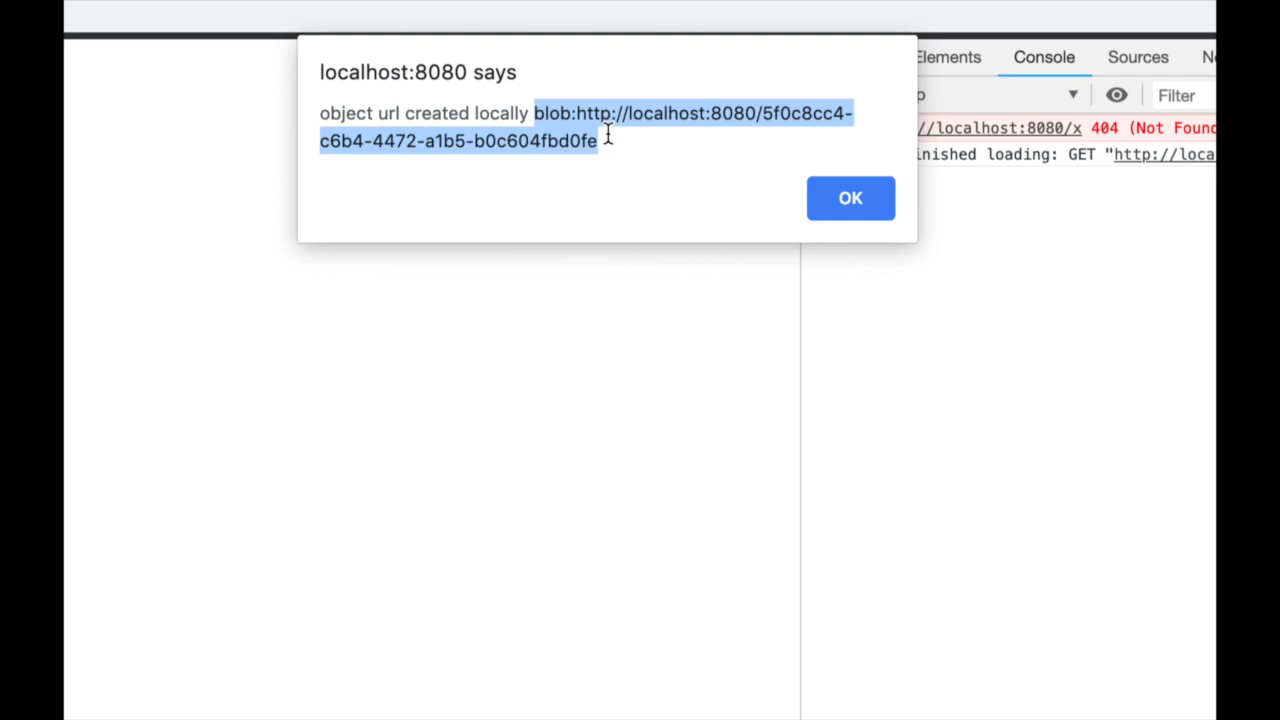 localhost:8080 says
object url created locally blob:http://localhost:8080/5f0c8cc4-
c6b4-4472-a1b5-b0c604fbd0fe
OK
Elements Console Sources
Filter
//localhost:8080/x 404 (Not Found
inished loading: GET "http://loca